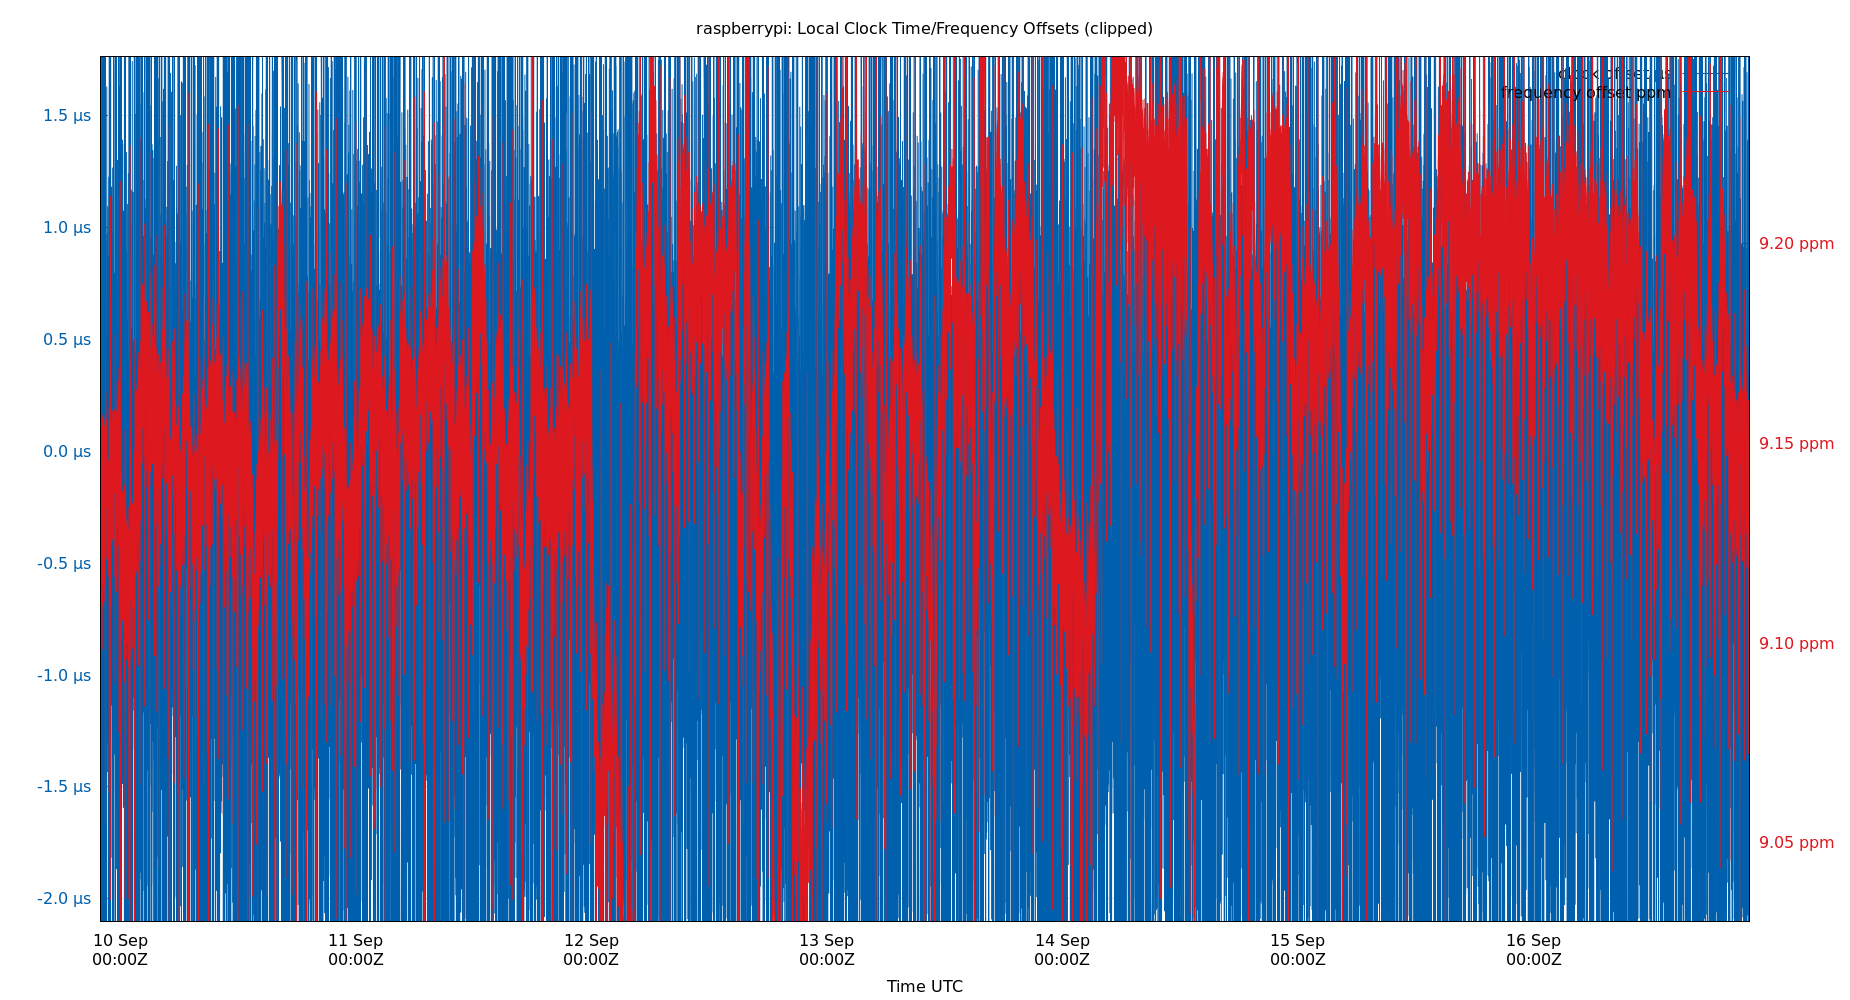 raspberrypi: Local Clock Time/Frequency Offsets (clipped)
clock offset µs
frequency offset ppm
1.5 µs
1.0 µs
0.5 µs
0.0 µs
-0.5 µs
-1.0 µs
-1.5 µs
-2.0 µs
9.20 ppm
9.15 ppm
9.10 ppm
9.05 ppm
10 Sep
00:00Z
11 Sep
00:00Z
12 Sep
00:00Z
13 Sep
00:00Z
14 Sep
00:00Z
15 Sep
00:00Z
16 Sep
00:00Z
Time UTC